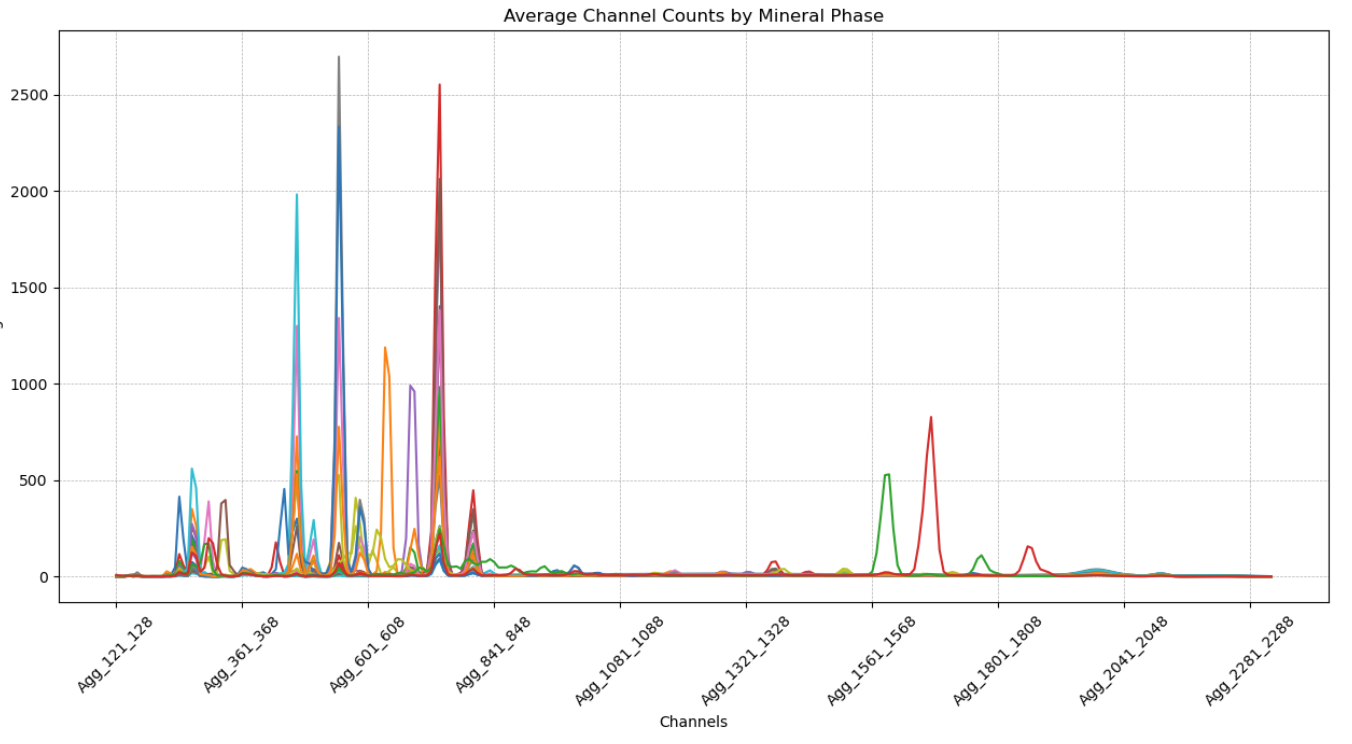 Average Channel Counts by Mineral Phase
2500
2000
1500
1000
500
0
Agg_121_128
Agg_361_368
Agg_601_608
Agg_841_848
Agg_1081_1088
Agg_1321_1328
Agg_1561_1568
Agg_1801_1808
Agg_2041_2048
Agg_2281_2288
Channels